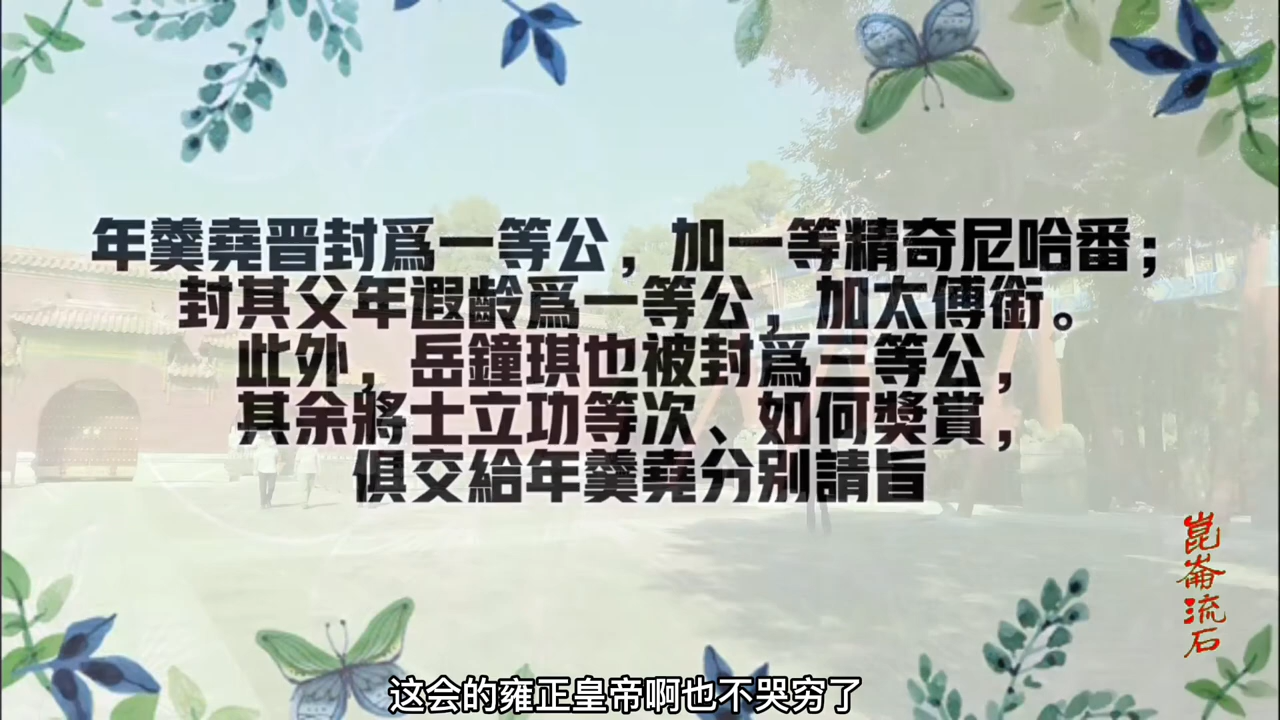 年羹堯晋封爲一等公，加一等精奇尼哈番；
封其父年遐齡爲一等公，加太傅銜。
此外，岳鐘琪也被封爲三等公，
其余將士立功等次、如何獎賞，
俱交給年羹堯分别請旨
崑崙流石
这会的雍正皇帝啊也不哭穷了